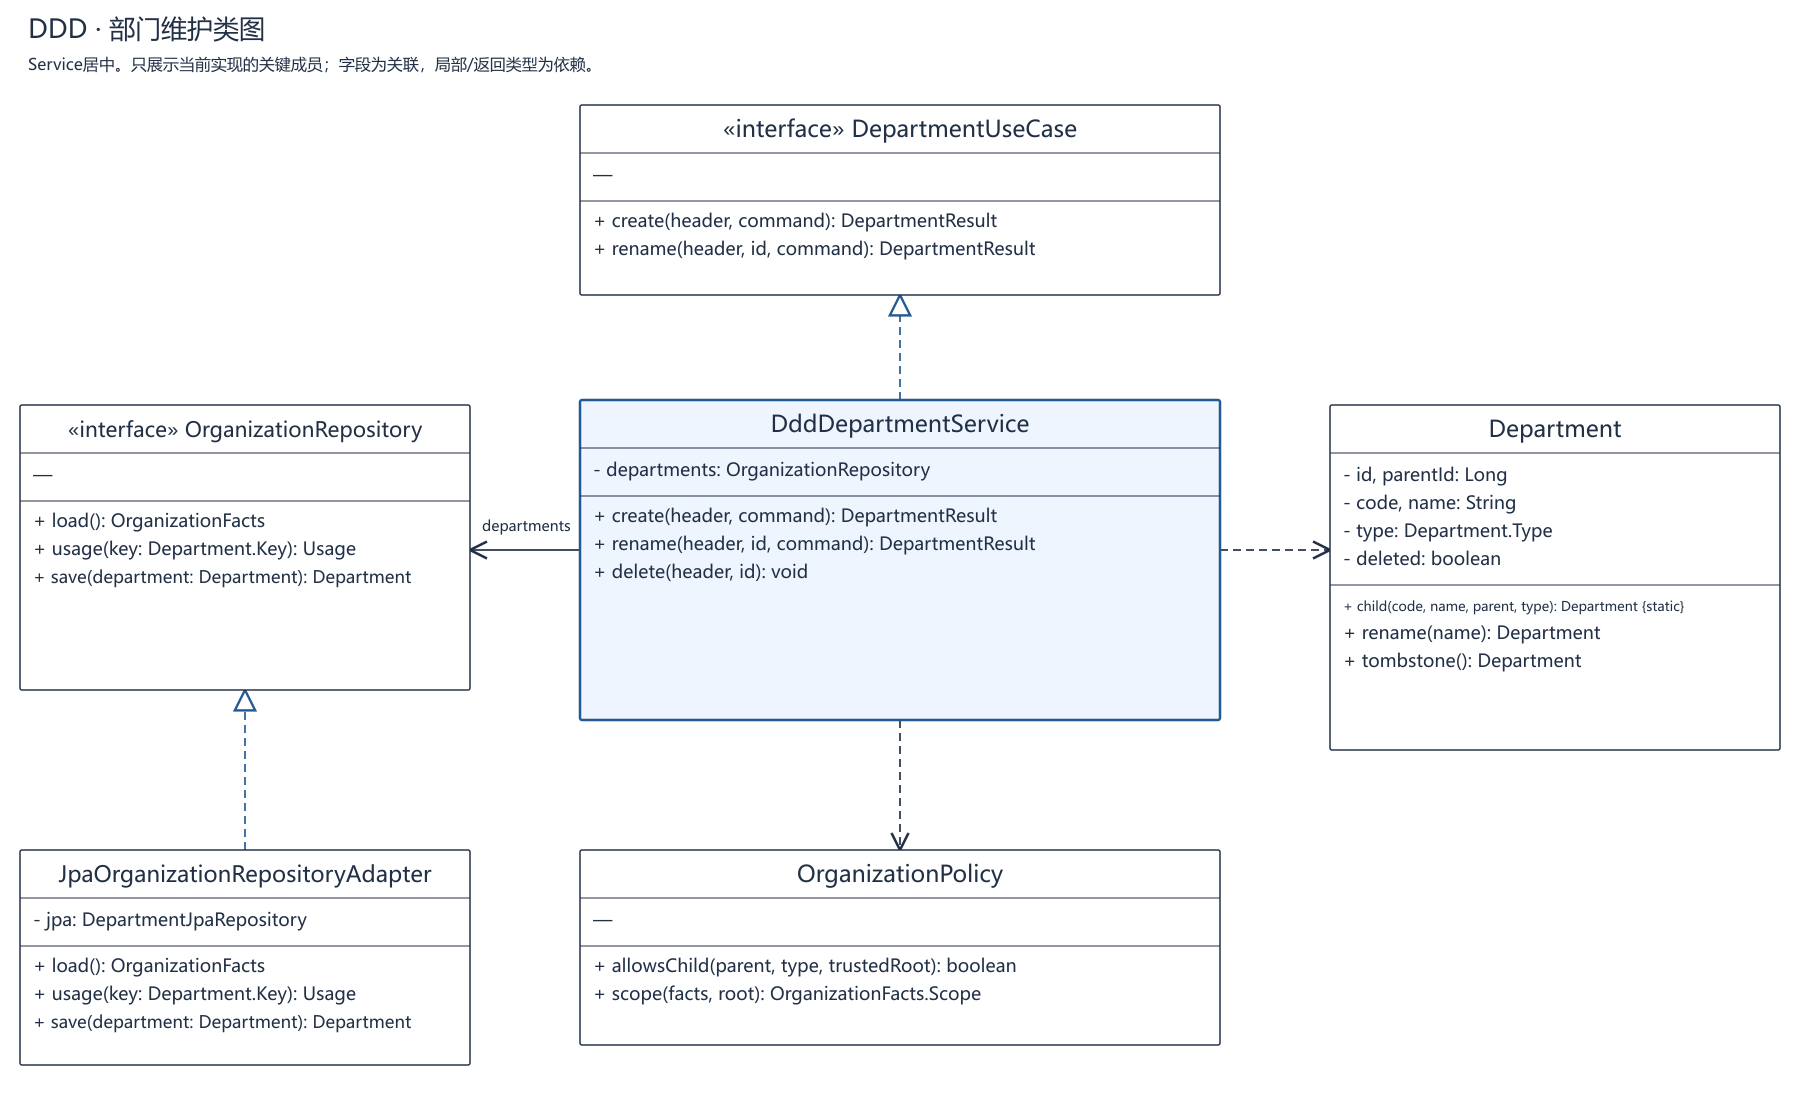 DDD · 部门维护类图
Service居中。只展示当前实现的关键成员；字段为关联，局部/返回类型为依赖。
«interface» DepartmentUseCase
—
+ create(header, command): DepartmentResult
+ rename(header, id, command): DepartmentResult
«interface» OrganizationRepository
—
+ load(): OrganizationFacts
+ usage(key: Department.Key): Usage
+ save(department: Department): Department
departments
DddDepartmentService
- departments: OrganizationRepository
+ create(header, command): DepartmentResult
+ rename(header, id, command): DepartmentResult
+ delete(header, id): void
Department
- id, parentId: Long
- code, name: String
- type: Department.Type
- deleted: boolean
+ child(code, name, parent, type): Department {static}
+ rename(name): Department
+ tombstone(): Department
JpaOrganizationRepositoryAdapter
- jpa: DepartmentJpaRepository
+ load(): OrganizationFacts
+ usage(key: Department.Key): Usage
+ save(department: Department): Department
OrganizationPolicy
—
+ allowsChild(parent, type, trustedRoot): boolean
+ scope(facts, root): OrganizationFacts.Scope